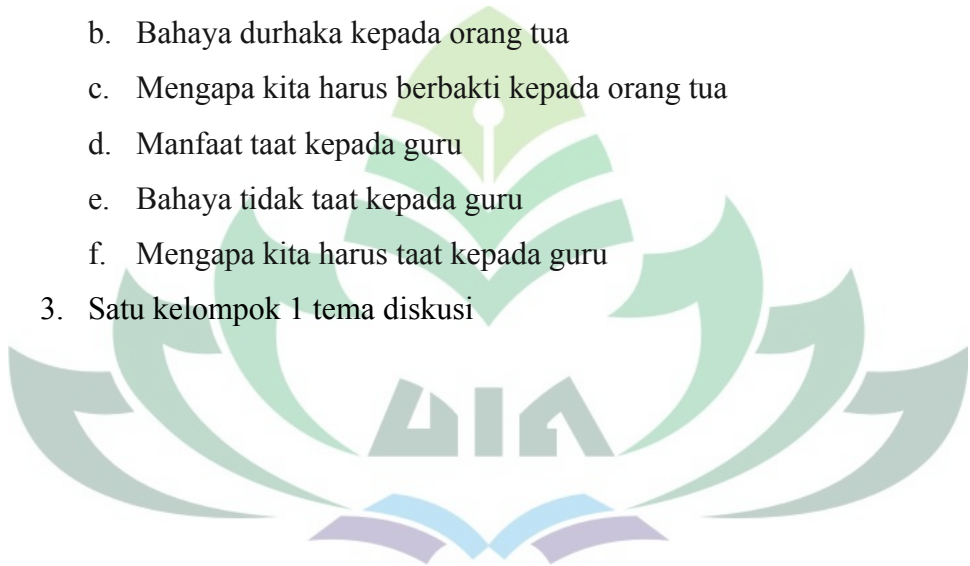 b. Bahaya durhaka kepada orang tua
c. Mengapa kita harus berbakti kepada orang tua
d. Manfaat taat kepada guru
e. Bahaya tidak taat kepada guru
f. Mengapa kita harus taat kepada guru
3. Satu kelompok 1 tema diskusi
UIN